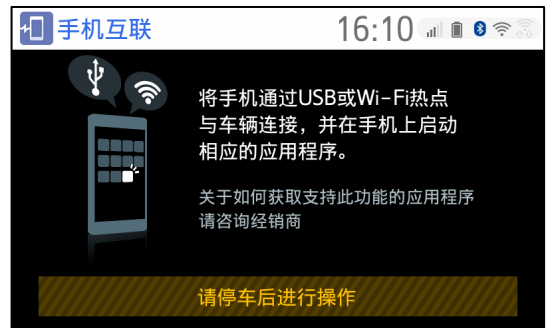 手机互联
16:10
将手机通过USB或Wi-Fi热点
与车辆连接，并在手机上启动
相应的应用程序。
关于如何获取支持此功能的应用程序
请咨询经销商
请停车后进行操作